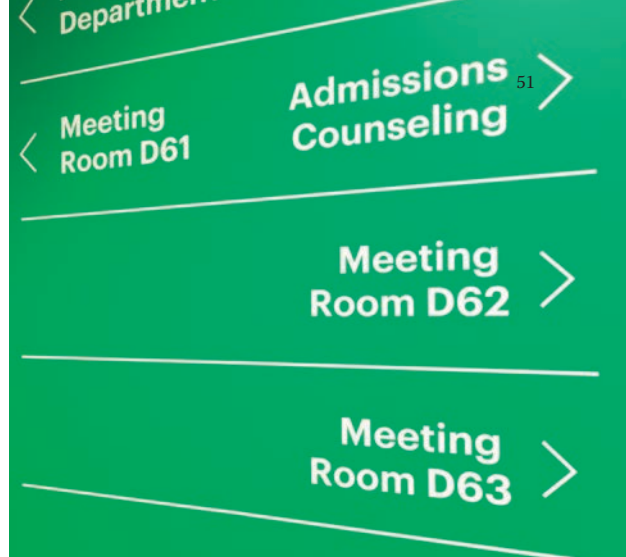 Department
Meeting
Room D61
Admissions
Counseling
51
Meeting
Room D62
Meeting
Room D63